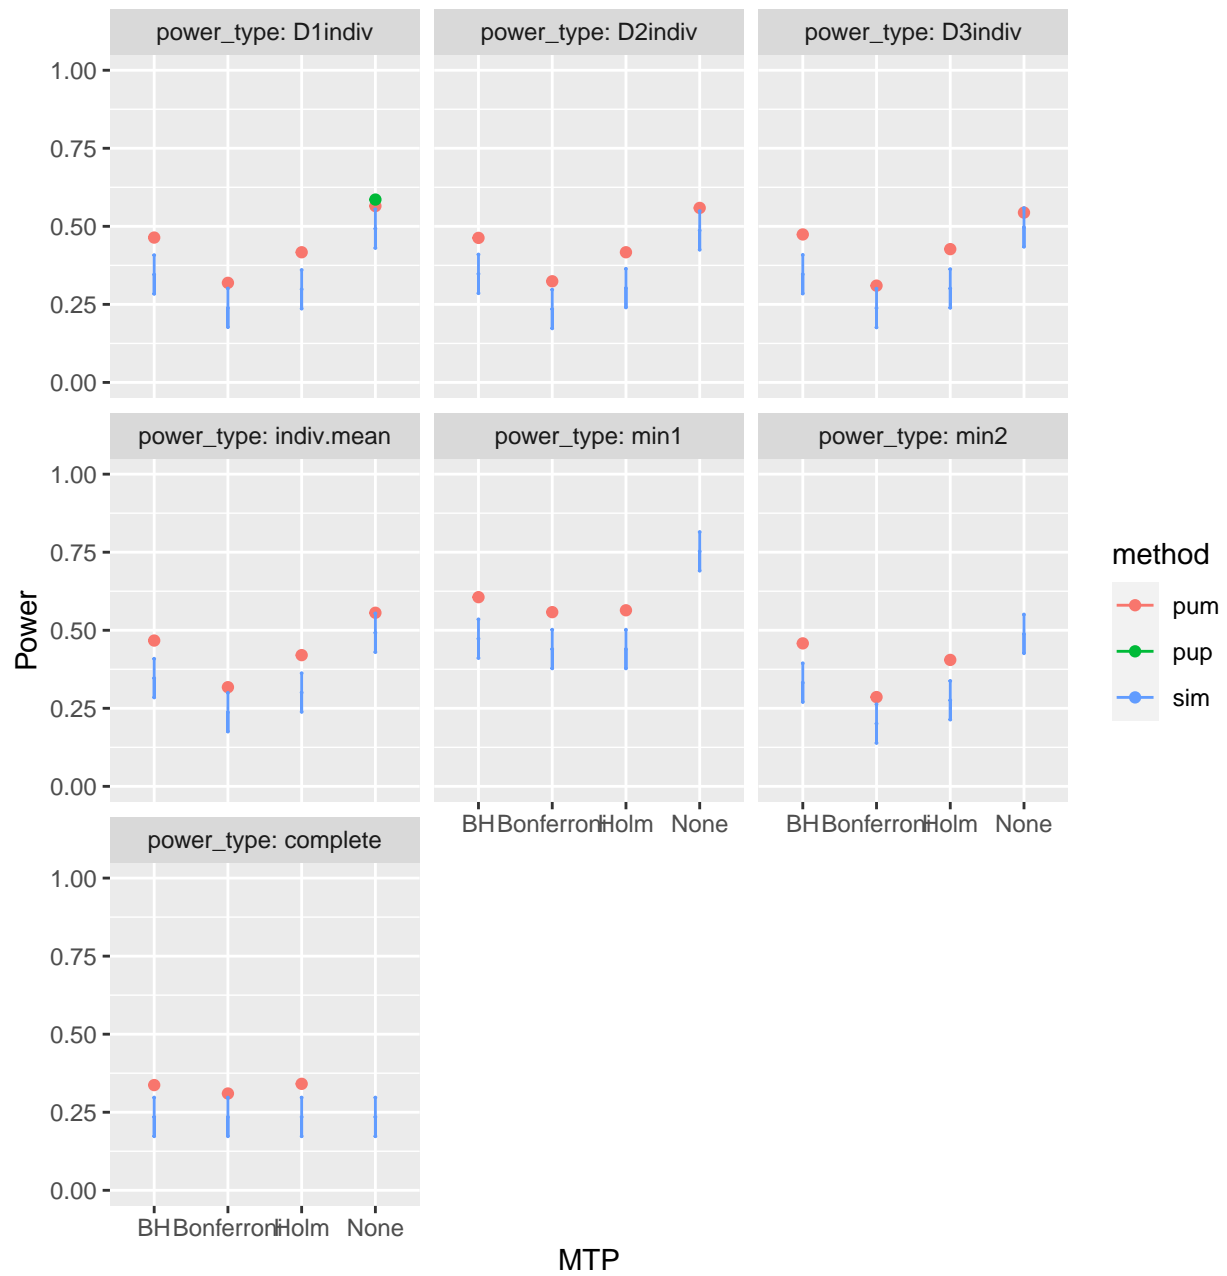 power_type: D1indiv power_type: D2indiv power_type: D3indiv
1.00
0.75
0.50
0.25
0.00
power_type: indiv.mean power_type: min1 power_type: min2
1.00
0.75
0.50
0.25
0.00
BH Bonferroni Holm None BH Bonferroni Holm None
power_type: complete
1.00
0.75
0.50
0.25
0.00
BH Bonferroni Holm None
MTP
Power
method
pum
pup
sim